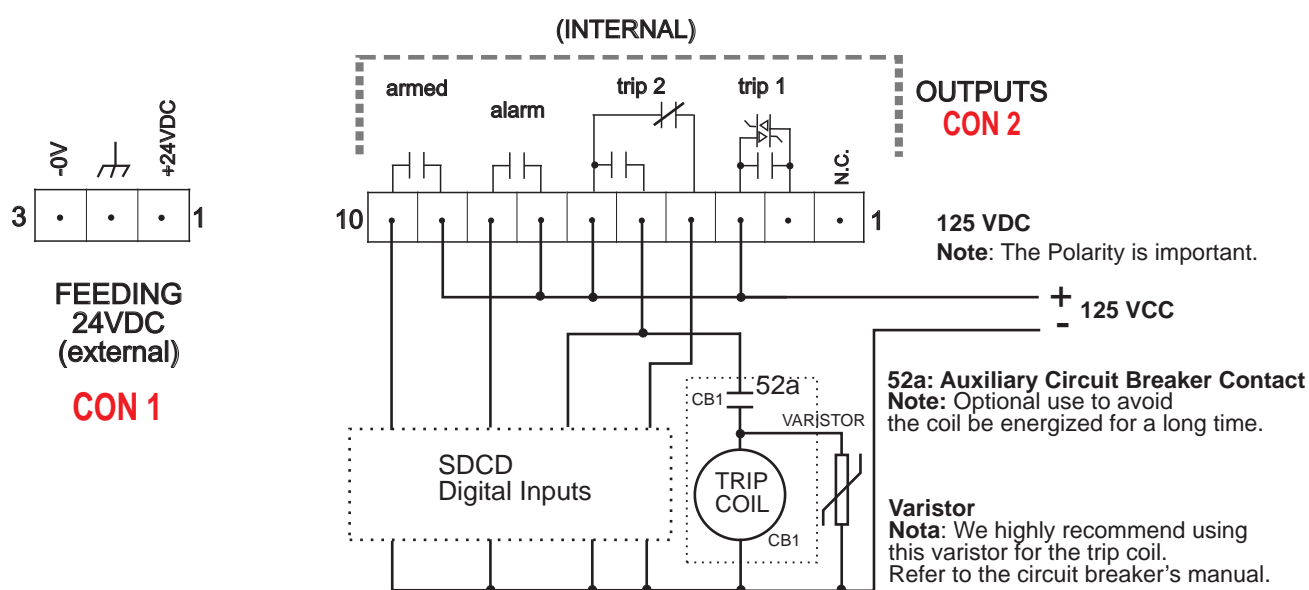 (INTERNAL)
armed
alarm
trip 2
trip 1
OUTPUTS
CON 2
-0V
+24VDC
N.C.
3
1
10
1
FEEDING
24VDC
(external)
CON 1
125 VDC
Note: The Polarity is important.
+
-
125 VCC
52a
CB1
VARISTOR
SDCD
Digital Inputs
TRIP
COIL
CB1
52a: Auxiliary Circuit Breaker Contact
Note: Optional use to avoid
the coil be energized for a long time.
Varistor
Nota: We highly recommend using
this varistor for the trip coil.
Refer to the circuit breaker's manual.